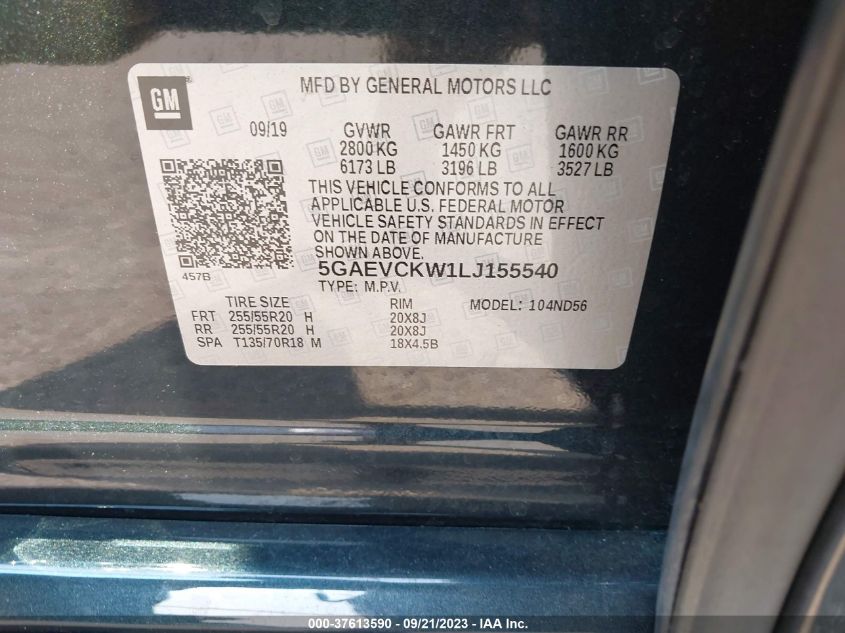 GM
MFD BY GENERAL MOTORS LLC
09/19 GVWR GAWR FRT GAWR RR
2800 KG 1450 KG 1600 KG
6173 LB 3196 LB 3527 LB
THIS VEHICLE CONFORMS TO ALL
APPLICABLE U.S. FEDERAL MOTOR
VEHICLE SAFETY STANDARDS IN EFFECT
ON THE DATE OF MANUFACTURE
SHOWN ABOVE.
457B
5GAEVCKW1LJ155540
TYPE: M.P.V.
TIRE SIZE RIM MODEL: 104ND56
FRT 255/55R20 H 20X8J
RR 255/55R20 H 20X8J
SPA T135/70R18 M 18X4.5B
000-37613590 - 09/21/2023 - IAA Inc.